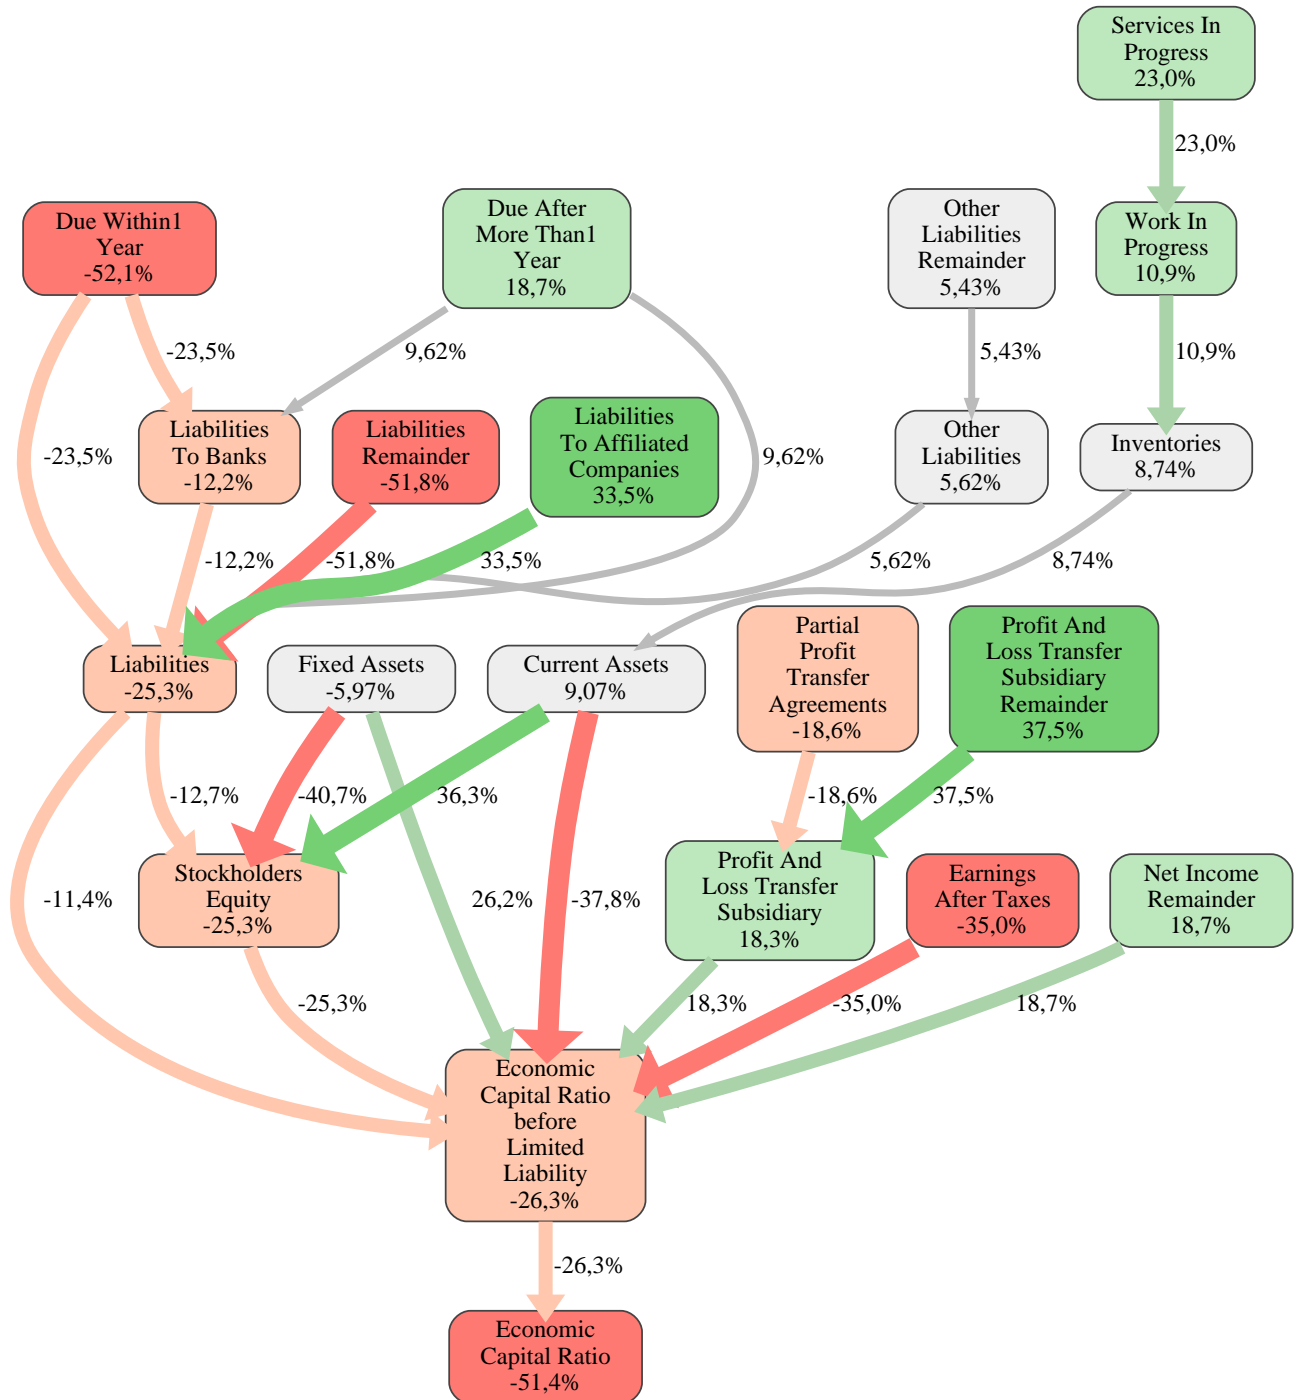 Services In
Progress
23,0%
23,0%
Due Within1
Year
-52,1%
Due After
More Than1
Year
18,7%
Other
Liabilities
Remainder
5,43%
Work In
Progress
10,9%
-23,5%
9,62%
5,43%
10,9%
-23,5%
Liabilities
To Banks
-12,2%
Liabilities
Remainder
-51,8%
Liabilities
To Affiliated
Companies
33,5%
9,62%
Other
Liabilities
5,62%
Inventories
8,74%
-12,2%
-51,8%
33,5%
5,62%
8,74%
Liabilities
-25,3%
Fixed Assets
-5,97%
Current Assets
9,07%
Partial
Profit
Transfer
Agreements
-18,6%
Profit And
Loss Transfer
Subsidiary
Remainder
37,5%
-12,7%
-40,7%
36,3%
-18,6%
37,5%
-11,4%
Stockholders
Equity
-25,3%
26,2%
-37,8%
Profit And
Loss Transfer
Subsidiary
18,3%
Earnings
After Taxes
-35,0%
Net Income
Remainder
18,7%
-25,3%
18,3%
-35,0%
18,7%
Economic
Capital Ratio
before
Limited
Liability
-26,3%
-26,3%
Economic
Capital Ratio
-51,4%